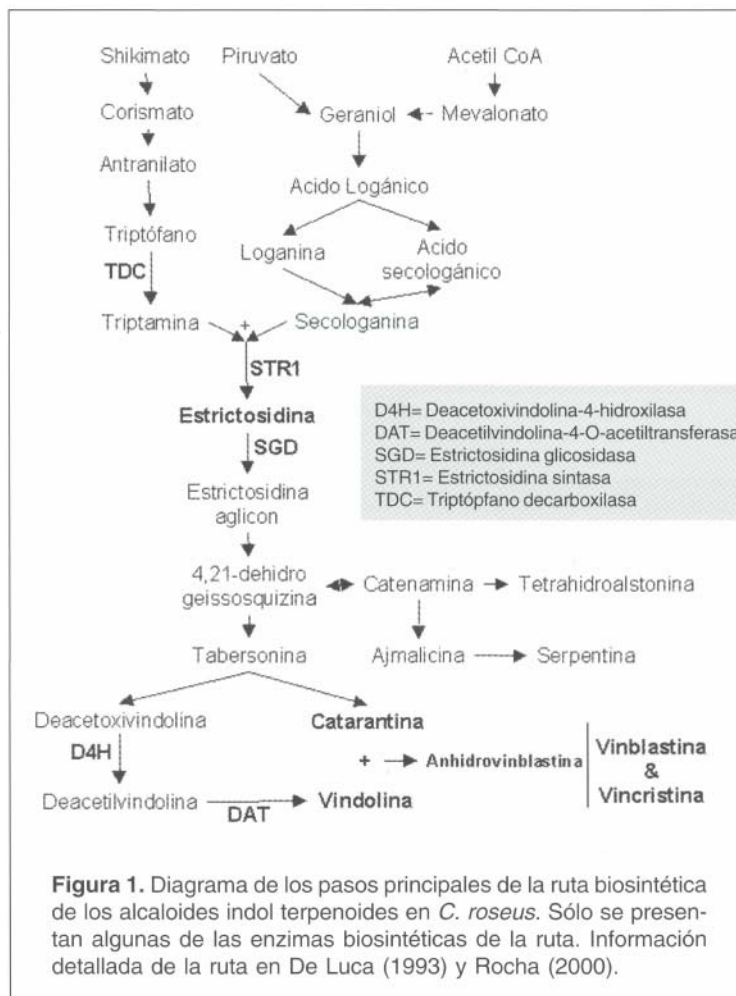 Shikimato Piruvato Acetil CoA
Corismato Geraniol Mevalonato
Antranilato
Acido Logánico
Triptófano
Loganina Acido
secologánico
TDC
Triptamina + Secologanina
STR1
Estrictosidina
SGD
Estrictosidina
aglicon
D4H= Deacetoxivindolina-4-hidroxilasa
DAT= Deacetilvindolina-4-O-acetiltransferasa
SGD= Estrictosidina glicosidasa
STR1= Estrictosidina sintasa
TDC= Triptópfano decarboxilasa
4,21-dehidro
geissosquizina
Catenamina Tetrahidroalstonina
Tabersonina Ajmalicina Serpentina
Deacetoxivindolina Catarantina
D4H + Anhidrovinblastina
Vinblastina
&
Vincristina
Deacetilvindolina DAT Vindolina
Figura 1. Diagrama de los pasos principales de la ruta biosintética
de los alcaloides indol terpenoides en C. roseus. Sólo se presen-
tan algunas de las enzimas biosintéticas de la ruta. Información
detallada de la ruta en De Luca (1993) y Rocha (2000).